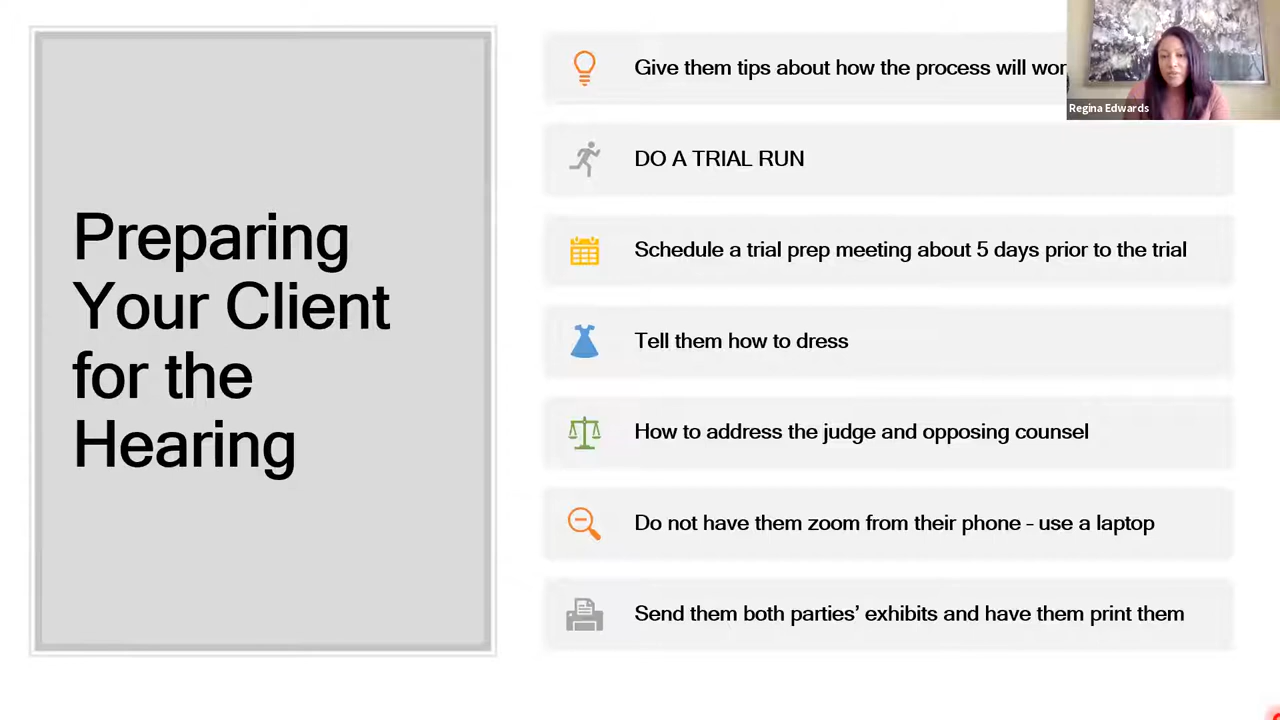 Preparing
Your Client
for the
Hearing
Give them tips about how the process will
DO A TRIAL RUN
Schedule a trial prep meeting about 5 days prior to the trial
Tell them how to dress
How to address the judge and opposing counsel
Do not have them zoom from their phone - use a laptop
Send them both parties’ exhibits and have them print them
Regina Edwards